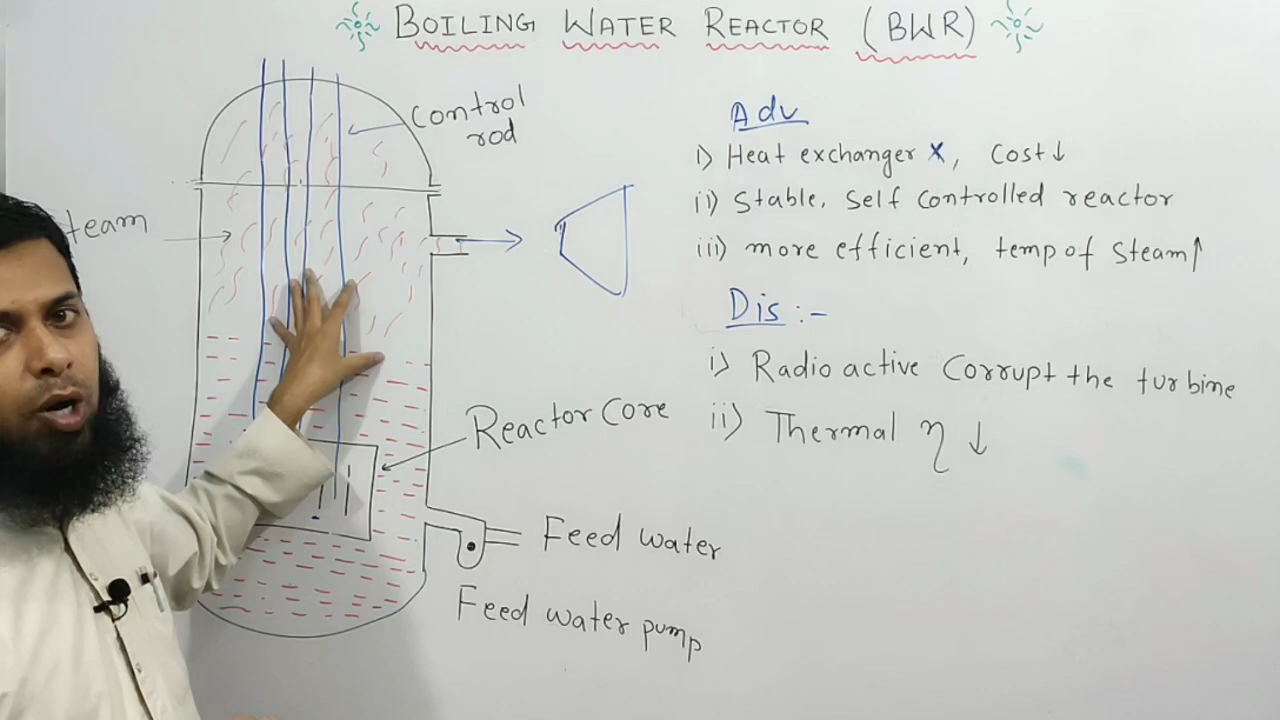 BOILING WATER REACTOR (BWR)
Control
rod
team
Reactor Core
Feed water
Feed water pump
Adv
i) Heat exchanger x, Cost↓
ii) Stable, Self Controlled reactor
iii) more efficient, temp of Steam↑
Dis :-
i) Radio active Corrupt the turbine
ii) Thermal η ↓